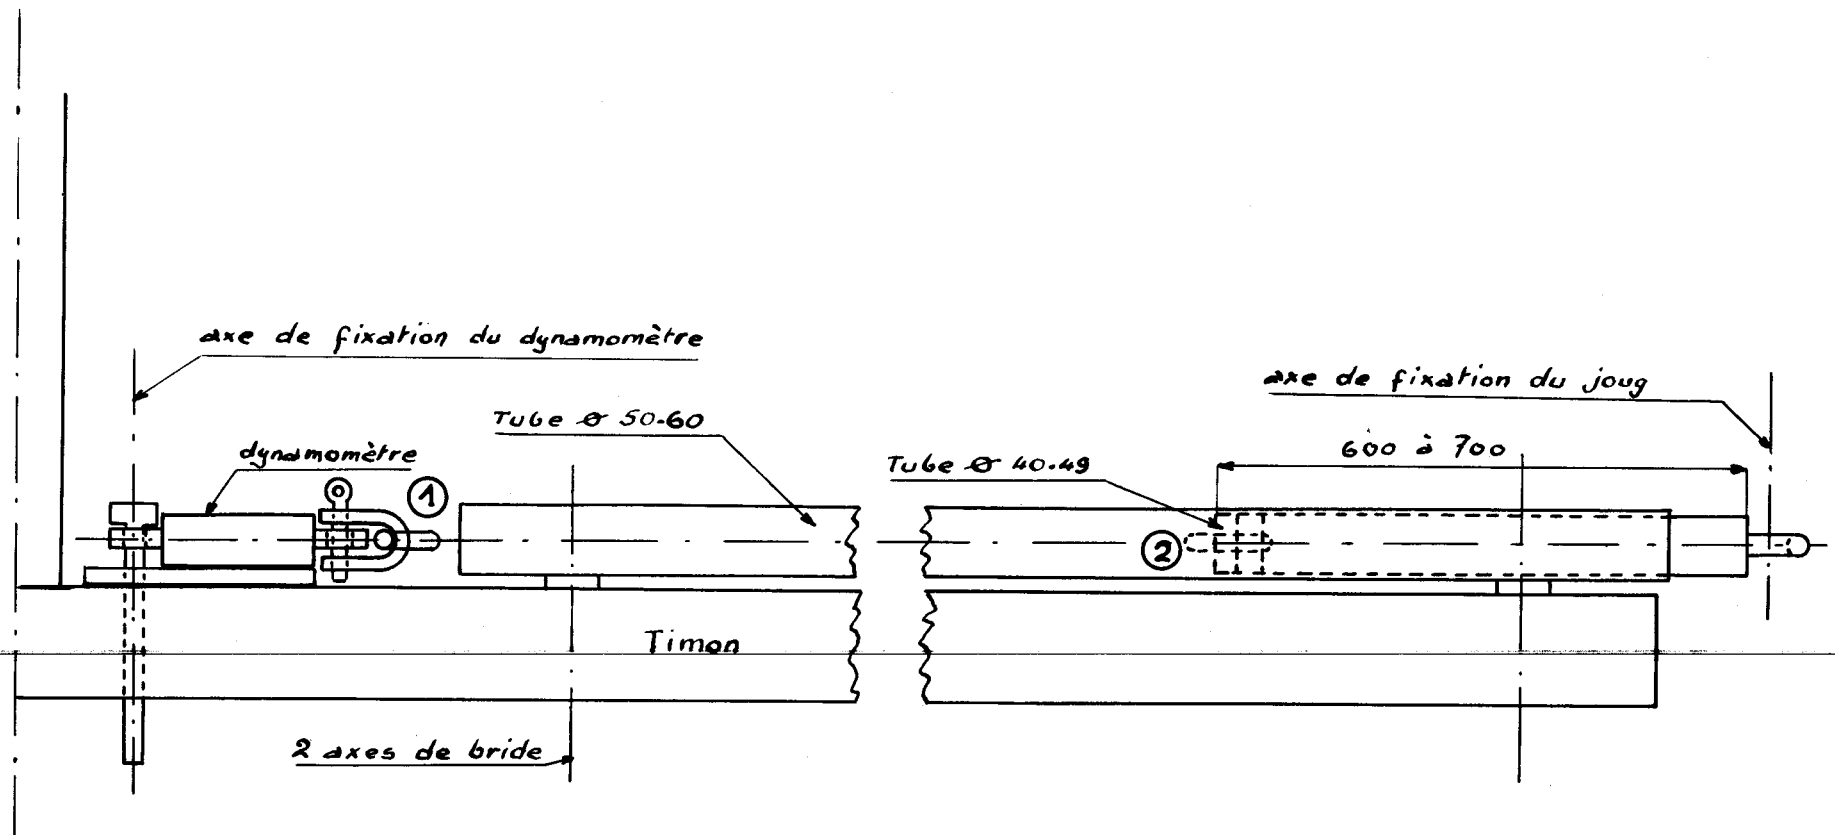 axe de fixation du dynamomètre
axe de fixation du joug
Tube ø 50-60
600 à 700
dynamomètre
Tube ø 40-49
1
2
Timon
2 axes de bride